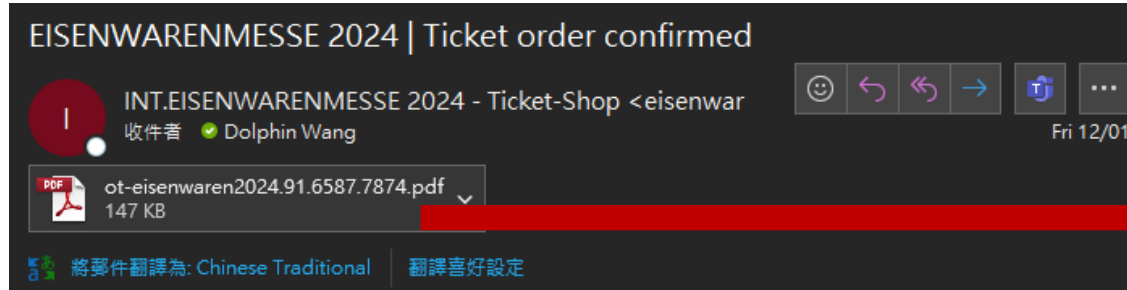 EISENWARENMESSE 2024 | Ticket order confirmed
I
INT.EISENWARENMESSE 2024 - Ticket-Shop <eisenwar
收件者 Dolphin Wang
Fri 12/01
PDF
ot-eisenwaren2024.91.6587.7874.pdf
147 KB
將郵件翻譯為: Chinese Traditional
翻譯喜好設定